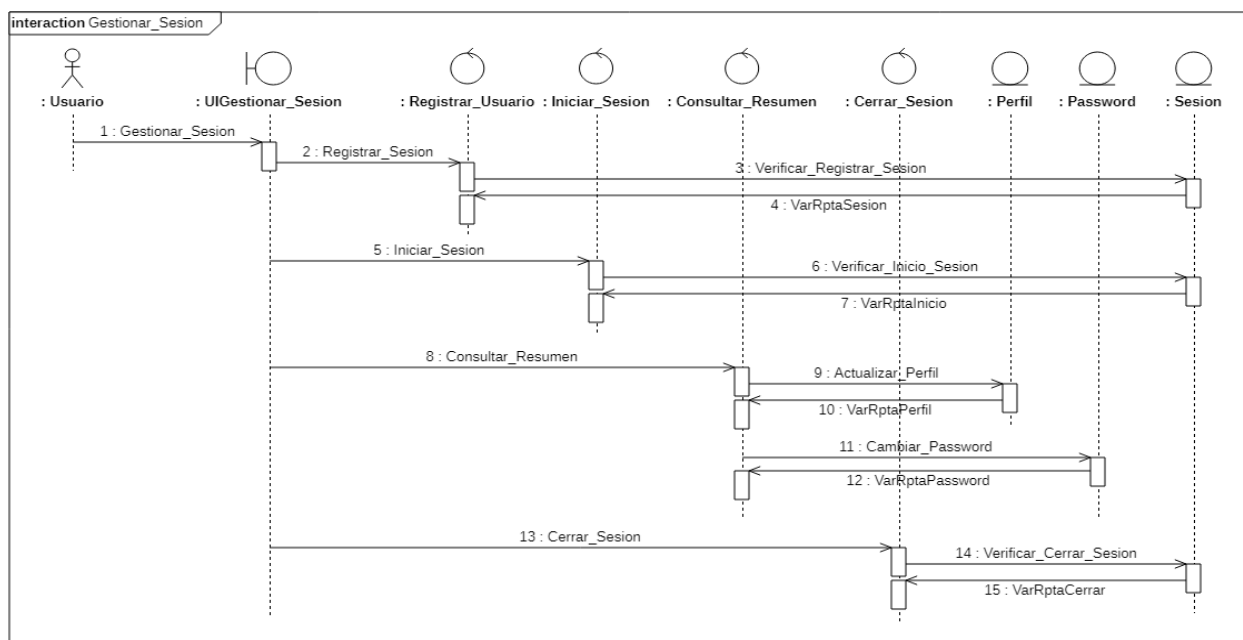 interaction Gestionar_Sesion
: Usuario
: UIGestionar_Sesion
: Registrar_Usuario
: Iniciar_Sesion
: Consultar_Resumen
: Cerrar_Sesion
: Perfil
: Password
: Sesion
1 : Gestionar_Sesion
2 : Registrar_Sesion
3 : Verificar_Registrar_Sesion
4 : VarRptaSesion
5 : Iniciar_Sesion
6 : Verificar_Inicio_Sesion
7 : VarRptaInicio
8 : Consultar_Resumen
9 : Actualizar_Perfil
10 : VarRptaPerfil
11 : Cambiar_Password
12 : VarRptaPassword
13 : Cerrar_Sesion
14 : Verificar_Cerrar_Sesion
15 : VarRptaCerrar